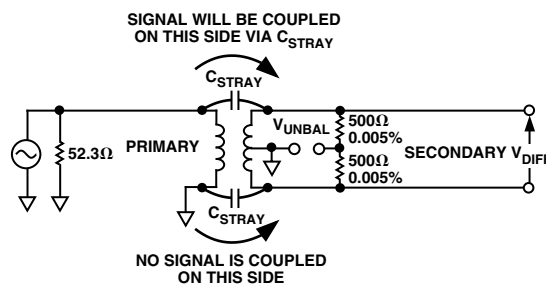 SIGNAL WILL BE COUPLED
ON THIS SIDE VIA CSTRAY
CSTRAY
VUNBAL
500Ω
0.005%
PRIMARY
52.3Ω
500Ω
0.005%
SECONDARY VDIFF
CSTRAY
NO SIGNAL IS COUPLED
ON THIS SIDE